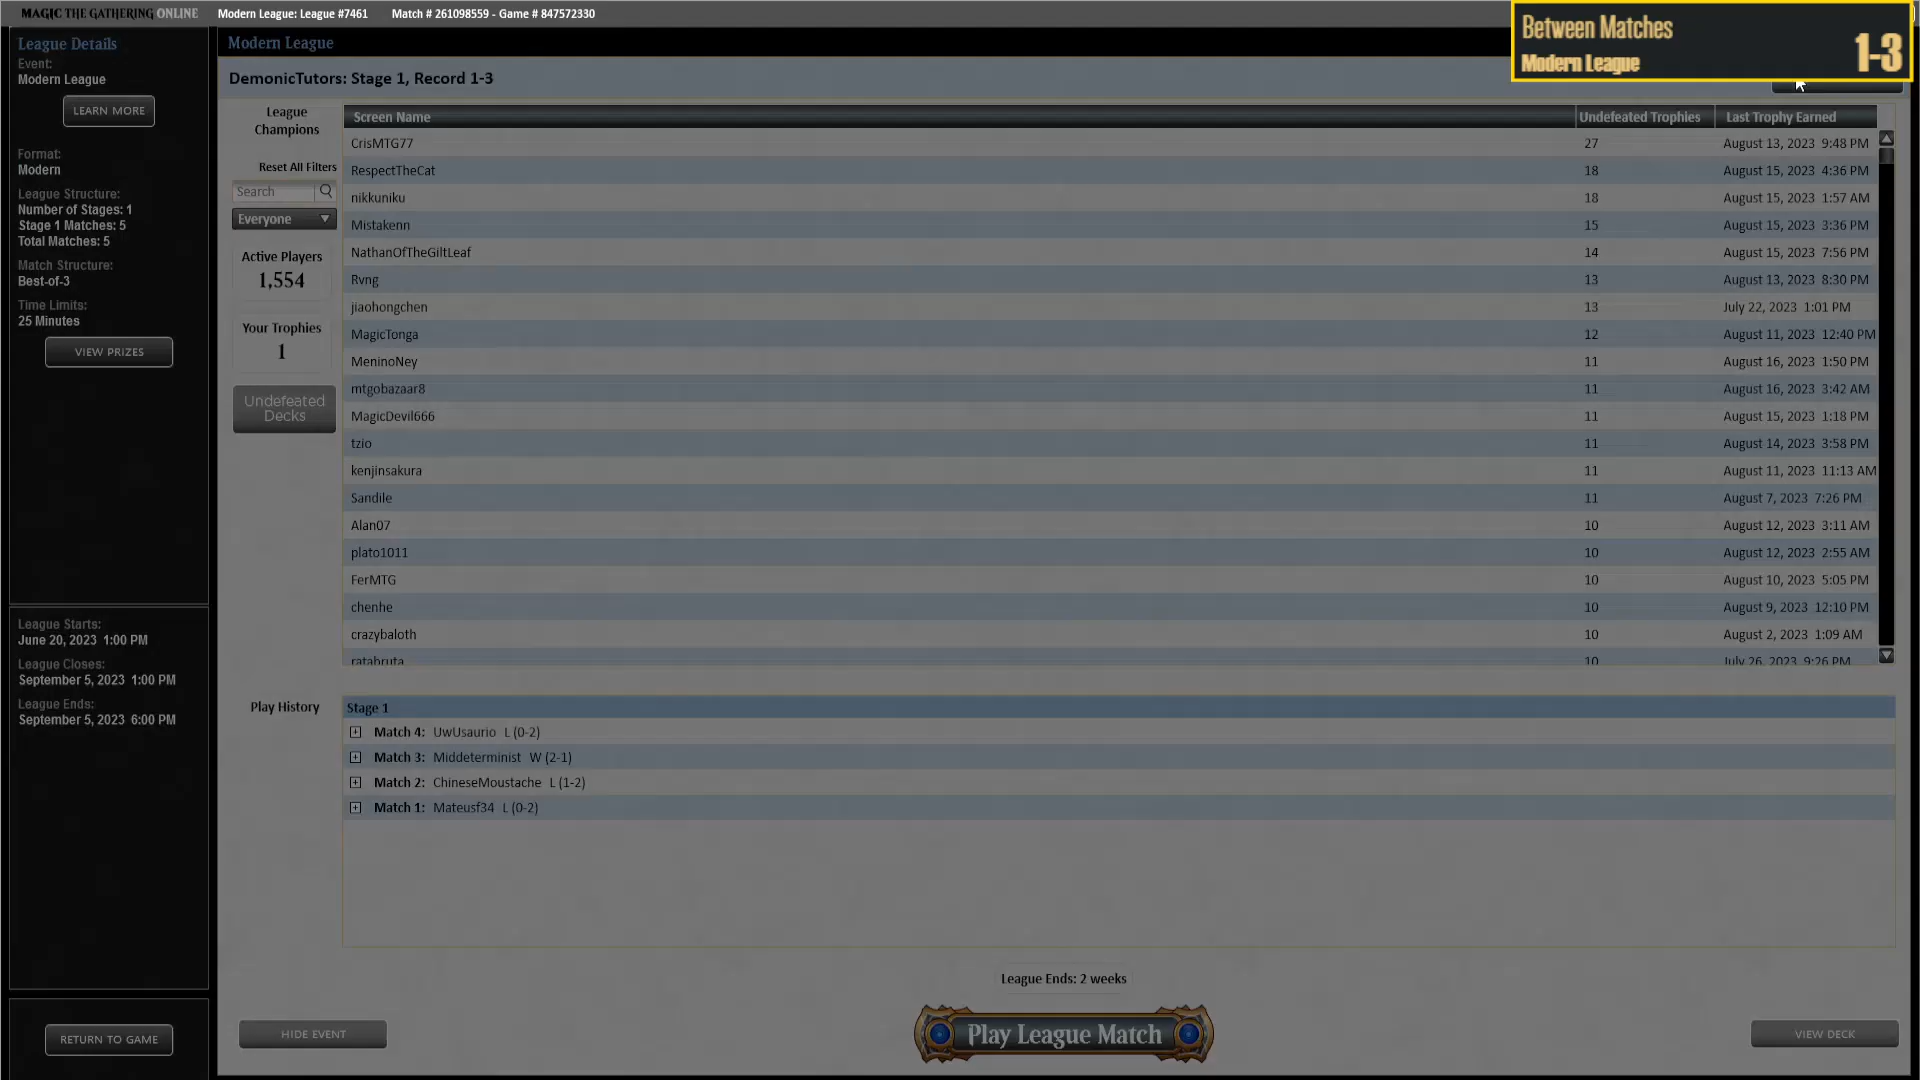 MAGIC THE GATHERING ONLINE
Modern League: League #7461
Match # 261098559 - Game # 847572330
Between Matches
Modern League
1-3
League Details
Event:
Modern League
LEARN MORE
Format:
Modern
League Structure:
Number of Stages: 1
Stage 1 Matches: 5
Total Matches: 5
Match Structure:
Best-of-3
Time Limits:
25 Minutes
VIEW PRIZES
League Starts:
June 20, 2023 1:00 PM
League Closes:
September 5, 2023 1:00 PM
League Ends:
September 5, 2023 6:00 PM
RETURN TO GAME
Modern League
DemonicTutors: Stage 1, Record 1-3
League
Champions
Reset All Filters
Search
Everyone
Active Players
1,554
Your Trophies
1
Undefeated
Decks
Screen Name Undefeated Trophies Last Trophy Earned
CrisMTG77 27 August 13, 2023 9:48 PM
RespectTheCat 18 August 15, 2023 4:36 PM
nikkuniku 18 August 15, 2023 1:57 AM
Mistakenn 15 August 15, 2023 3:36 PM
NathanOfTheGiltLeaf 14 August 15, 2023 7:56 PM
Rvng 13 August 13, 2023 8:30 PM
jiaohongchen 13 July 22, 2023 1:01 PM
MagicTonga 12 August 11, 2023 12:40 PM
MeninoNey 11 August 16, 2023 1:50 PM
mtgobazaar8 11 August 16, 2023 3:42 AM
MagicDevil666 11 August 15, 2023 1:18 PM
tzio 11 August 14, 2023 3:58 PM
kenjinsakura 11 August 11, 2023 11:13 AM
Sandile 11 August 7, 2023 7:26 PM
Alan07 10 August 12, 2023 3:11 AM
plato1011 10 August 12, 2023 2:55 AM
FerMTG 10 August 10, 2023 5:05 PM
chenhe 10 August 9, 2023 12:10 PM
crazybaloth 10 August 2, 2023 1:09 AM
ratabruta 10 July 26, 2023 9:26 PM
Play History
Stage 1
Match 4: UwUsaurio L (0-2)
Match 3: Middeterminist W (2-1)
Match 2: ChineseMoustache L (1-2)
Match 1: Mateusf34 L (0-2)
League Ends: 2 weeks
HIDE EVENT
Play League Match
VIEW DECK